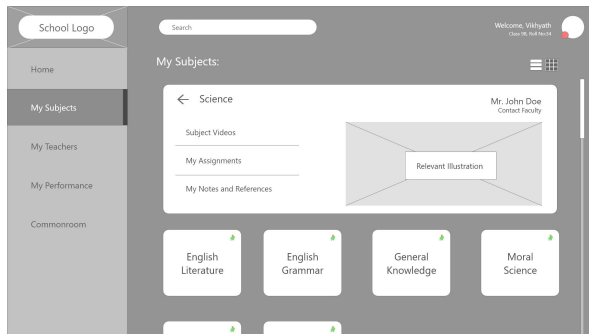 School Logo
Search
Welcome, Vikhyath
Class 9B, Roll No.14
Home
My Subjects
My Teachers
My Performance
Commonroom
My Subjects:
Science
Mr. John Doe
Contact Faculty
Subject Videos
My Assignments
My Notes and References
Relevant Illustration
English
Literature
English
Grammar
General
Knowledge
Moral
Science